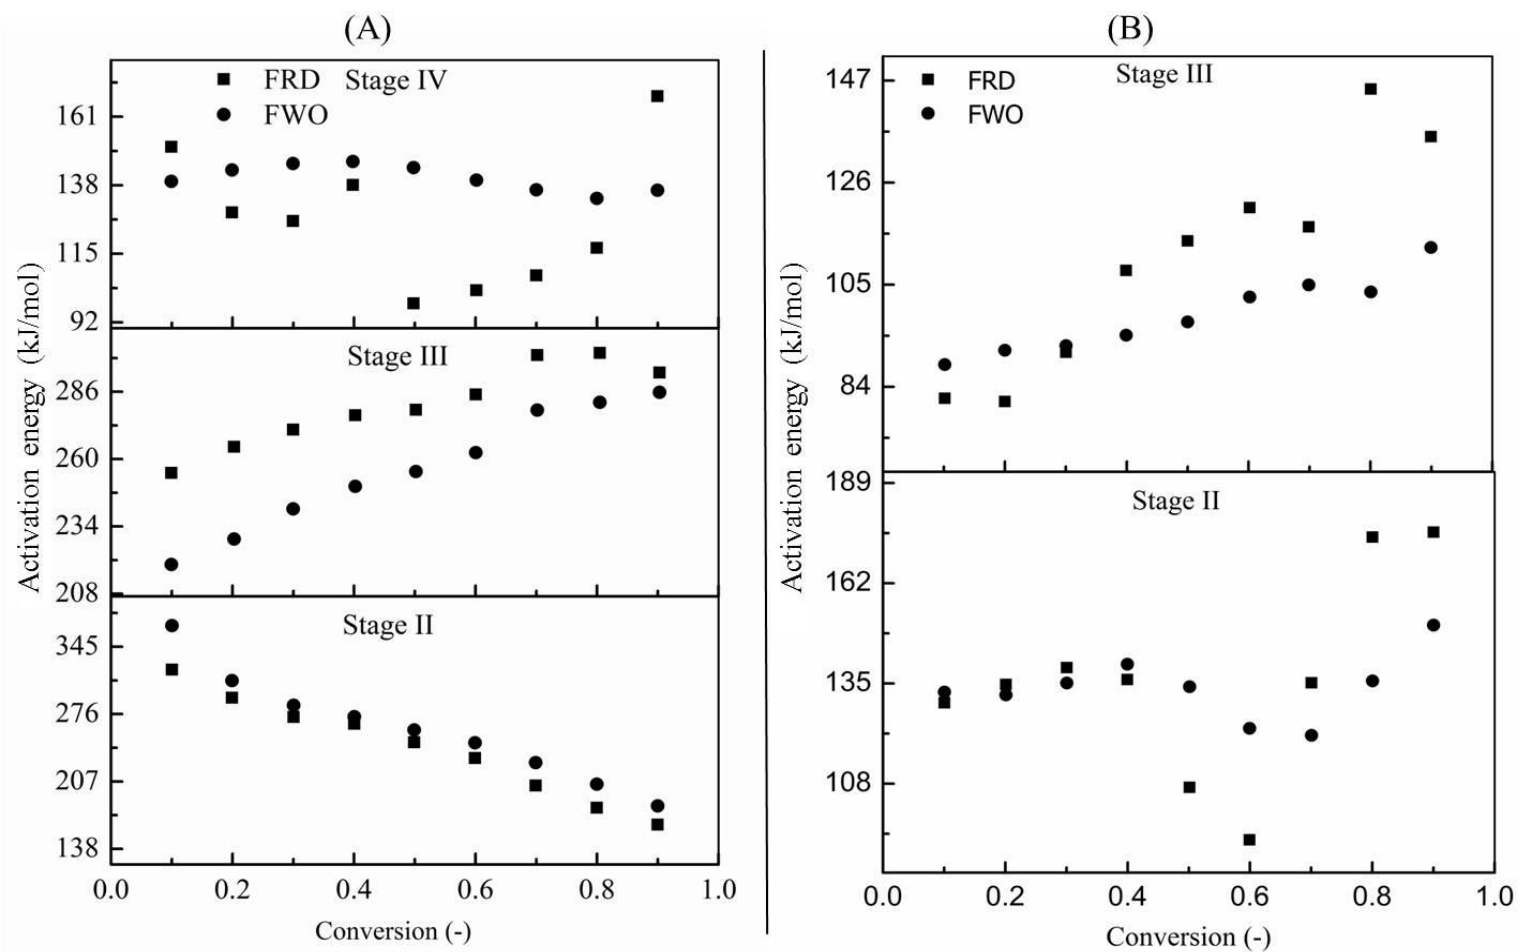 (A)
FRD
Stage IV
FWO
161
138
115
92
Stage III
286
260
234
208
Stage II
345
276
207
138
0.0 0.2 0.4 0.6 0.8 1.0
Conversion (-)
Activation energy (kJ/mol)
(B)
FRD
Stage III
FWO
147
126
105
84
Stage II
189
162
135
108
0.0 0.2 0.4 0.6 0.8 1.0
Conversion (-)
Activation energy (kJ/mol)